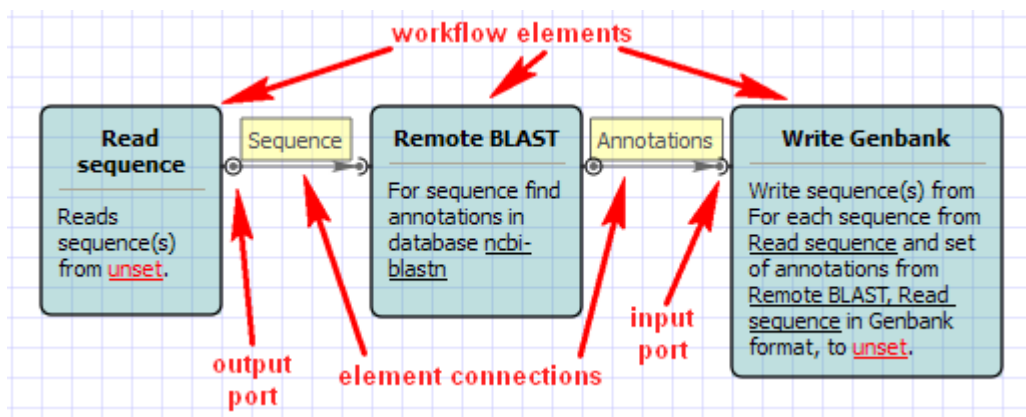 workflow elements
Read
sequence
Reads
sequence(s)
from unset.
Sequence
Remote BLAST
For sequence find
annotations in
database ncbi-
blastn
Annotations
Write Genbank
Write sequence(s) from
For each sequence from
Read sequence and set
of annotations from
Remote BLAST, Read
sequence in Genbank
format, to unset.
output
port
element connections
input
port